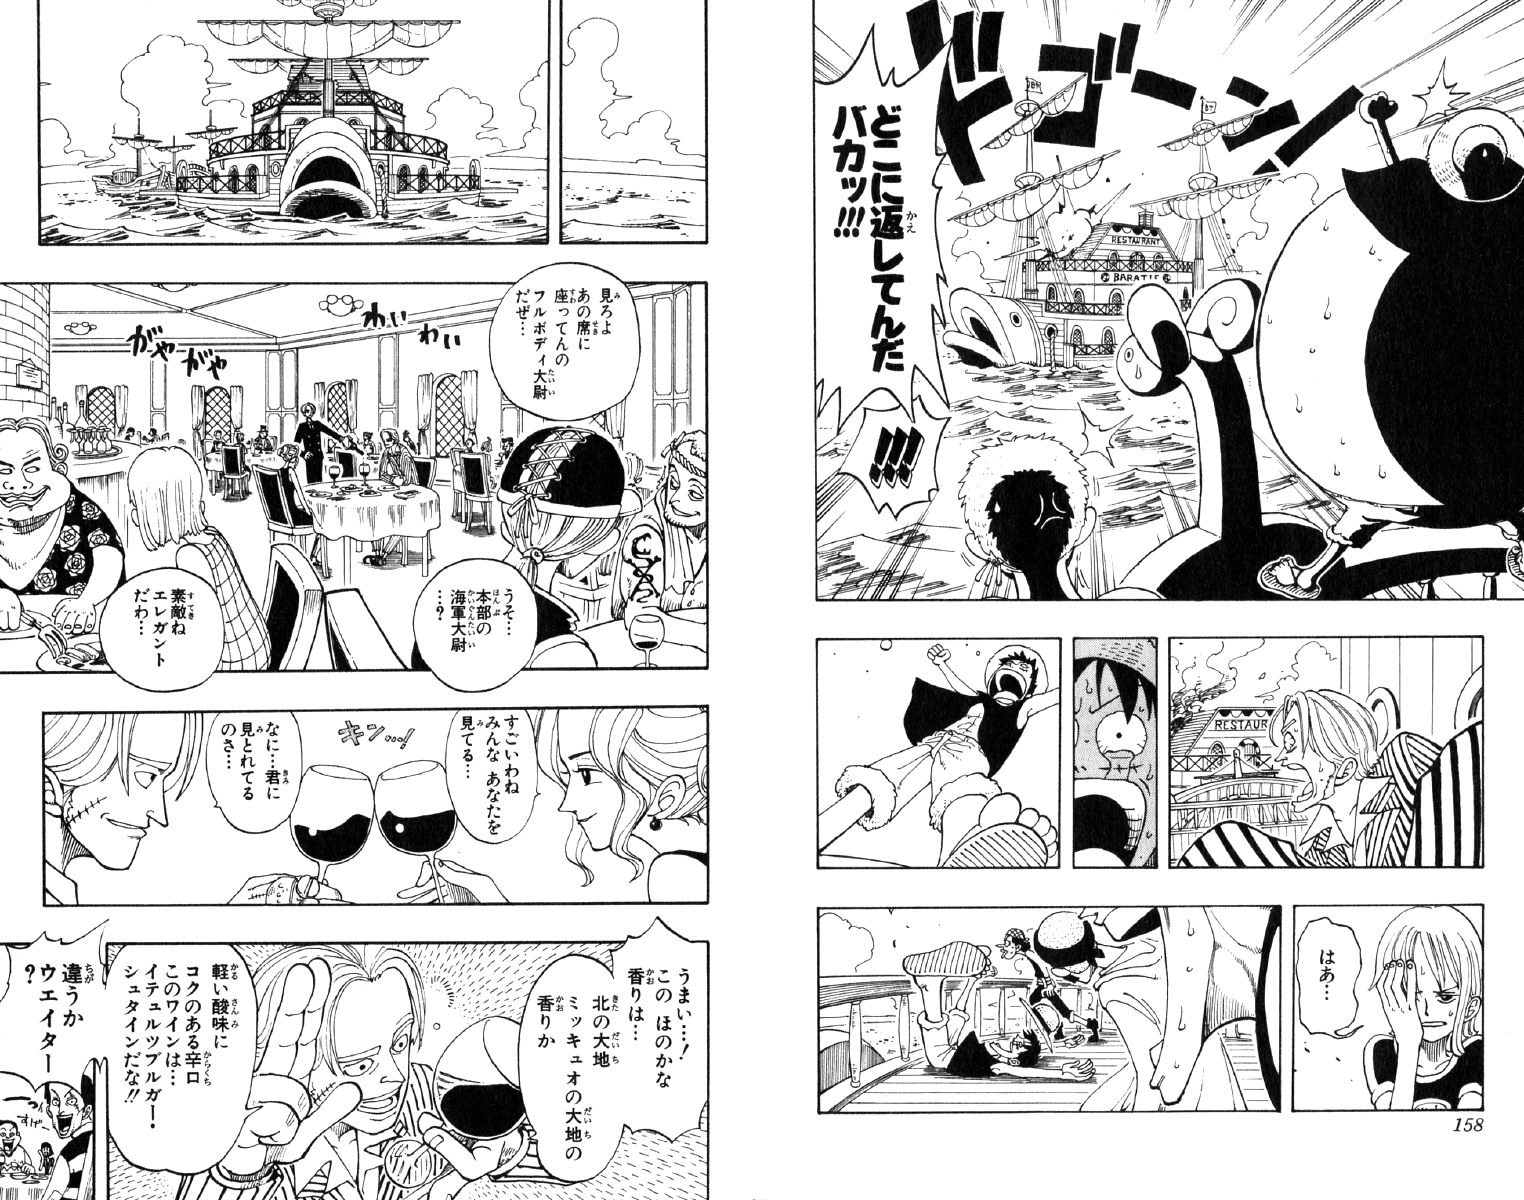 ドゴーン!!
どこに返してんだ
バカッ!!!
!!!!
RESTAURANT
BARATIE
RESTAUR
はぁ…
158
見ろよ
あの席に
座ってんの
フルボディ大尉
だぜ…
わい
わい
ガヤ
ガヤ
うそ…
本部の
海軍大尉
…?
素敵ね
エレガント
だわ…
すごいわね
みんな あなたを
見てる…
キン…!
なに…君に
見とれてる
のさ…
うまい…!
この ほのかな
香りは…
北の大地
ミッキュオの大地の
香りか
軽い酸味に
コクのある辛口
このワインは…
イテュルツブルガー・
シュタインだな!!
違うか
ウエイター
?
すげー